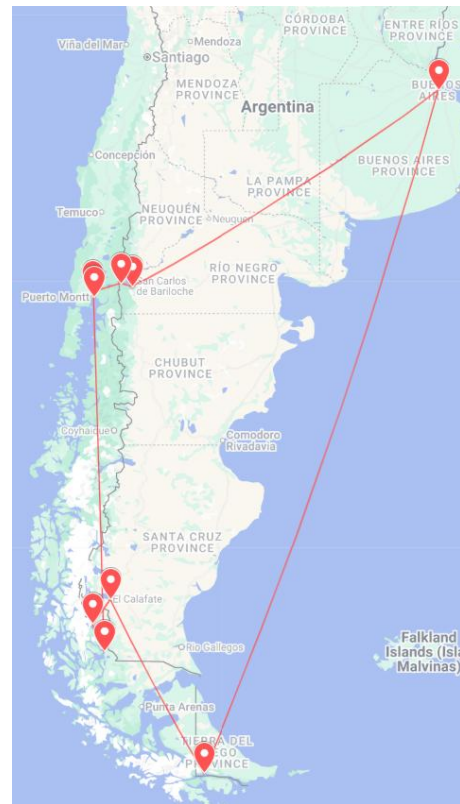 CÓRDOBA
PROVINCE
ENTRE RÍOS
PROVINCE
Viña del Mar
Mendoza
Santiago
MENDOZA
PROVINCE
Argentina
BUENOS
AIRES
Concepción
BUENOS AIRES
PROVINCE
LA PAMPA
PROVINCE
Temuco
NEUQUÉN
PROVINCE
Neuquen
RÍO NEGRO
PROVINCE
San Carlos
de Bariloche
Puerto Montt
CHUBUT
PROVINCE
Coyhaique
Comodoro
Rivadavia
SANTA CRUZ
PROVINCE
El Calafate
Rio Gallegos
Falkland
Islands (Isla
Malvinas)
Punta Arenas
TIERRA DEL
FUEGO
PROVINCE